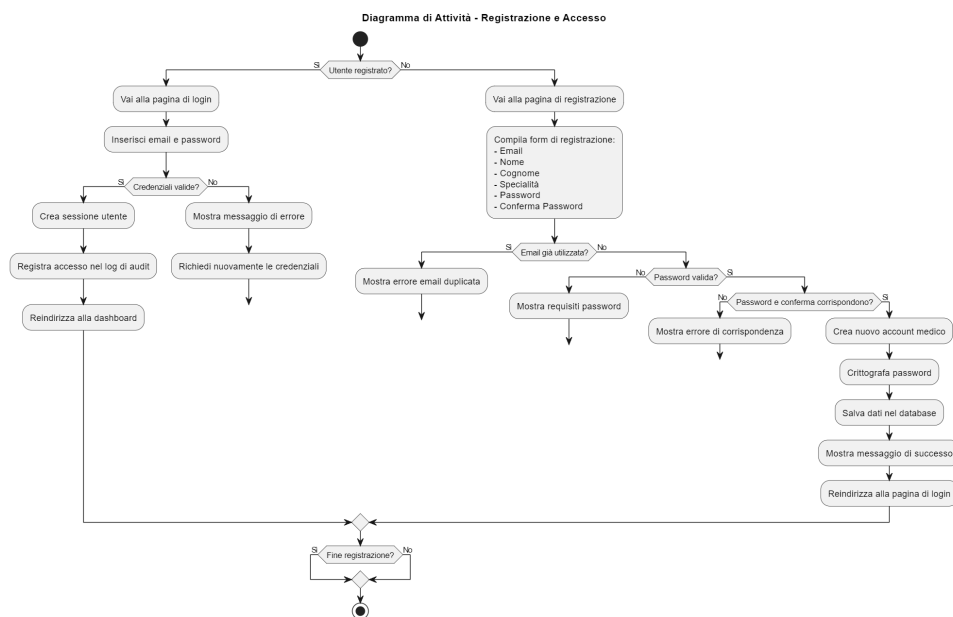 Diagramma di Attività - Registrazione e Accesso
Sì
Utente registrato?
No
Vai alla pagina di login
Inserisci email e password
Sì
Credenziali valide?
No
Crea sessione utente
Registra accesso nel log di audit
Reindirizza alla dashboard
Mostra messaggio di errore
Richiedi nuovamente le credenziali
Vai alla pagina di registrazione
Compila form di registrazione:
- Email
- Nome
- Cognome
- Specialità
- Password
- Conferma Password
Sì
Email già utilizzata?
No
Mostra errore email duplicata
No
Password valida?
Sì
Mostra requisiti password
No
Password e conferma corrispondono?
Sì
Mostra errore di corrispondenza
Crea nuovo account medico
Crittografa password
Salva dati nel database
Mostra messaggio di successo
Reindirizza alla pagina di login
Sì
Fine registrazione?
No